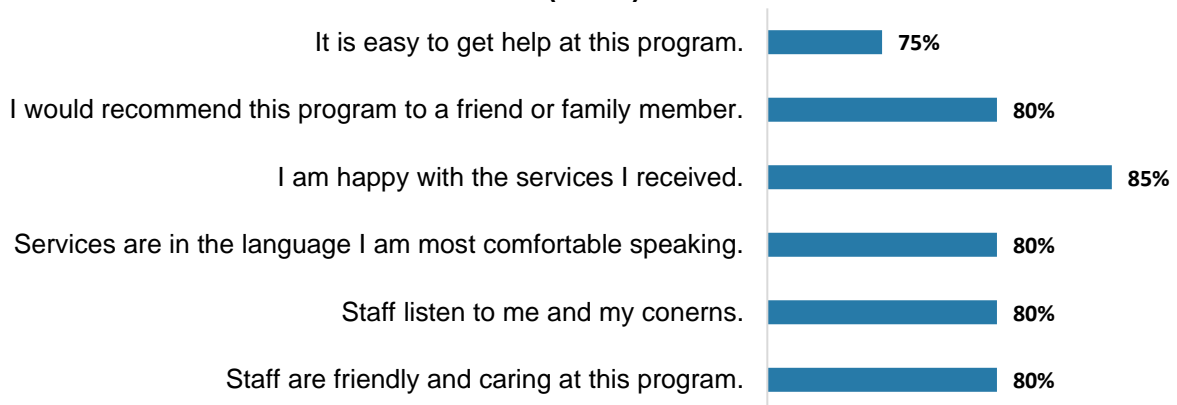 It is easy to get help at this program. 75%
I would recommend this program to a friend or family member. 80%
I am happy with the services I received. 85%
Services are in the language I am most comfortable speaking. 80%
Staff listen to me and my conerns. 80%
Staff are friendly and caring at this program. 80%